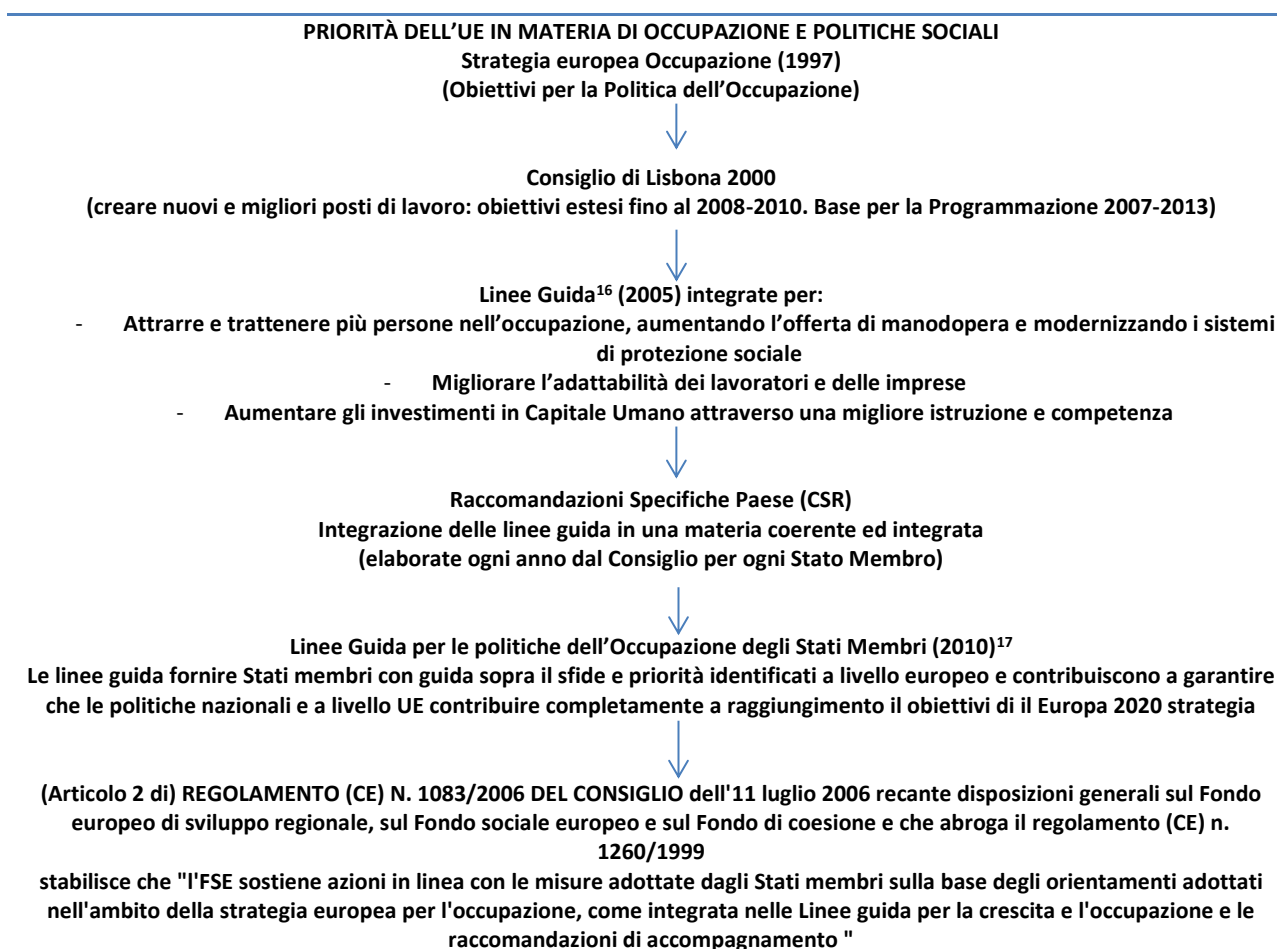 PRIORITÀ DELL’UE IN MATERIA DI OCCUPAZIONE E POLITICHE SOCIALI
Strategia europea Occupazione (1997)
(Obiettivi per la Politica dell’Occupazione)
Consiglio di Lisbona 2000
(creare nuovi e migliori posti di lavoro: obiettivi estesi fino al 2008-2010. Base per la Programmazione 2007-2013)
Linee Guida16 (2005) integrate per:
- Attrarre e trattenere più persone nell’occupazione, aumentando l’offerta di manodopera e modernizzando i sistemi
di protezione sociale
- Migliorare l’adattabilità dei lavoratori e delle imprese
- Aumentare gli investimenti in Capitale Umano attraverso una migliore istruzione e competenza
Raccomandazioni Specifiche Paese (CSR)
Integrazione delle linee guida in una materia coerente ed integrata
(elaborate ogni anno dal Consiglio per ogni Stato Membro)
Linee Guida per le politiche dell’Occupazione degli Stati Membri (2010)17
Le linee guida fornire Stati membri con guida sopra il sfide e priorità identificati a livello europeo e contribuiscono a garantire
che le politiche nazionali e a livello UE contribuire completamente a raggiungimento il obiettivi di il Europa 2020 strategia
(Articolo 2 di) REGOLAMENTO (CE) N. 1083/2006 DEL CONSIGLIO dell'11 luglio 2006 recante disposizioni generali sul Fondo
europeo di sviluppo regionale, sul Fondo sociale europeo e sul Fondo di coesione e che abroga il regolamento (CE) n.
1260/1999
stabilisce che "l'FSE sostiene azioni in linea con le misure adottate dagli Stati membri sulla base degli orientamenti adottati
nell'ambito della strategia europea per l'occupazione, come integrata nelle Linee guida per la crescita e l'occupazione e le
raccomandazioni di accompagnamento "